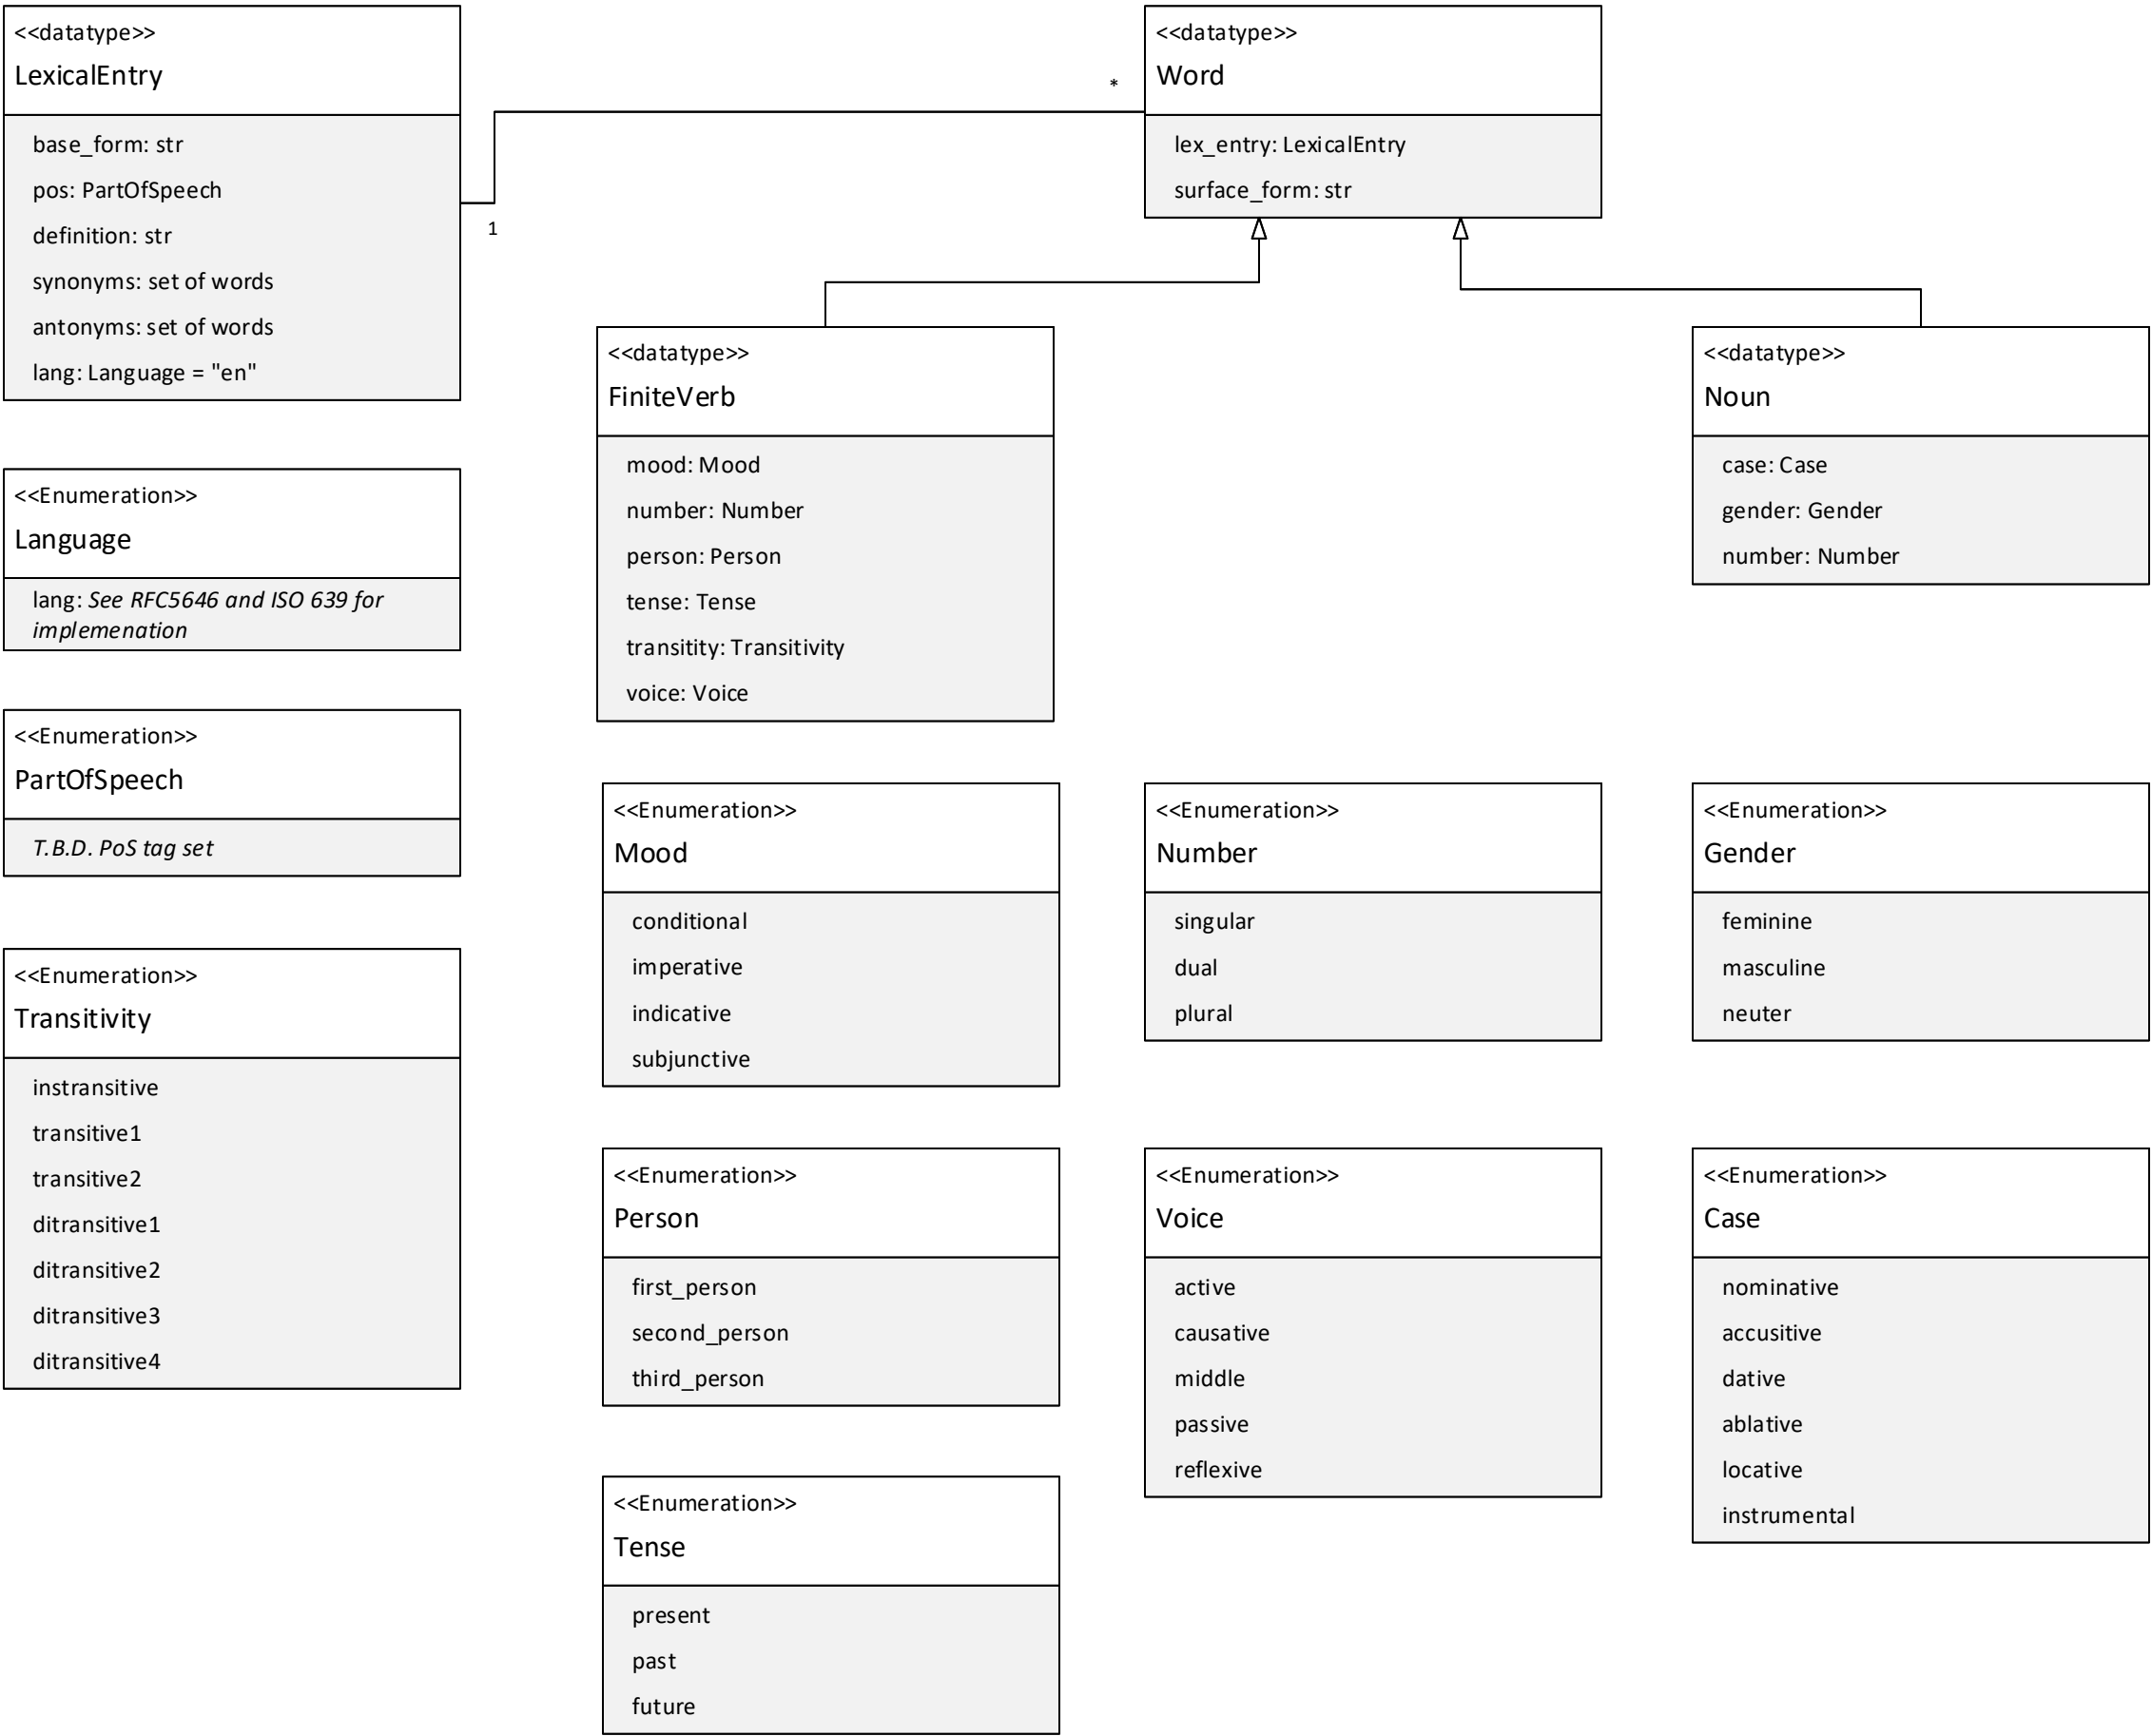 <<datatype>>
LexicalEntry
base_form: str
pos: PartOfSpeech
definition: str
synonyms: set of words
antonyms: set of words
lang: Language = "en"
1
*
<<datatype>>
Word
lex_entry: LexicalEntry
surface_form: str
<<datatype>>
FiniteVerb
mood: Mood
number: Number
person: Person
tense: Tense
transitity: Transitivity
voice: Voice
<<datatype>>
Noun
case: Case
gender: Gender
number: Number
<<Enumeration>>
Language
lang: See RFC5646 and ISO 639 for
implemenation
<<Enumeration>>
PartOfSpeech
T.B.D. PoS tag set
<<Enumeration>>
Transitivity
instransitive
transitive1
transitive2
ditransitive1
ditransitive2
ditransitive3
ditransitive4
<<Enumeration>>
Mood
conditional
imperative
indicative
subjunctive
<<Enumeration>>
Number
singular
dual
plural
<<Enumeration>>
Gender
feminine
masculine
neuter
<<Enumeration>>
Person
first_person
second_person
third_person
<<Enumeration>>
Voice
active
causative
middle
passive
reflexive
<<Enumeration>>
Case
nominative
accusitive
dative
ablative
locative
instrumental
<<Enumeration>>
Tense
present
past
future